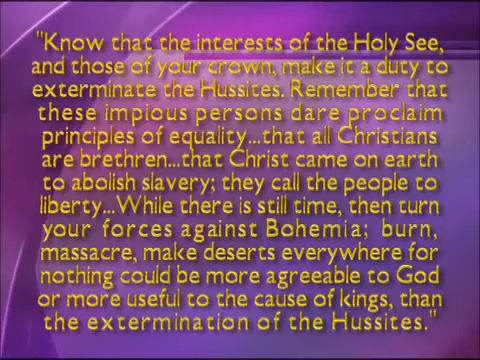 "Know that the interests of the Holy See,
and those of your crown, make it a duty to
exterminate the Hussites. Remember that
these impious persons dare proclaim
principles of equality...that all Christians
are brethren...that Christ came on earth
to abolish slavery; they call the people to
liberty...While there is still time, then turn
your forces against Bohemia; burn,
massacre, make deserts everywhere for
nothing could be more agreeable to God
or more useful to the cause of kings, than
the extermination of the Hussites."